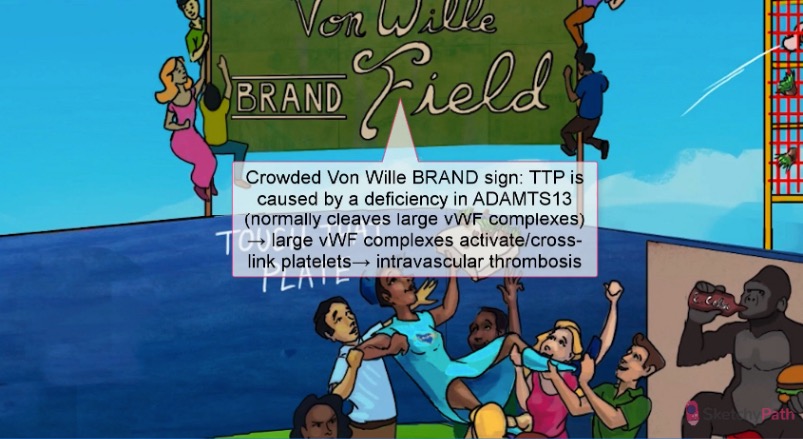 Von Wille
BRAND Field
Crowded Von Wille BRAND sign: TTP is
caused by a deficiency in ADAMTS13
(normally cleaves large vWF complexes)
→ large vWF complexes activate/cross-
link platelets→ intravascular thrombosis
TOUCH THAT
PLATE
SketchyPath